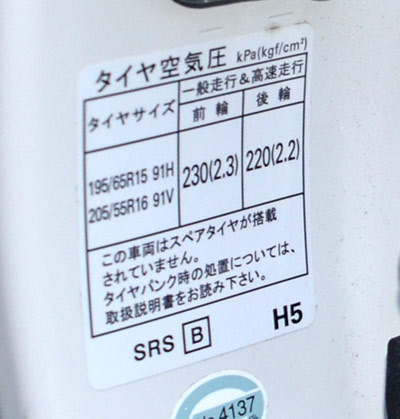 タイヤ空気圧 kPa(kgf/cm²)
タイヤサイズ 一般走行&高速走行
前輪 後輪
195/65R15 91H 230(2.3) 220(2.2)
205/55R16 91V
この車両はスペアタイヤが搭載
されていません。
タイヤパンク時の処置については、
取扱説明書をお読み下さい。
SRS B H5
4137